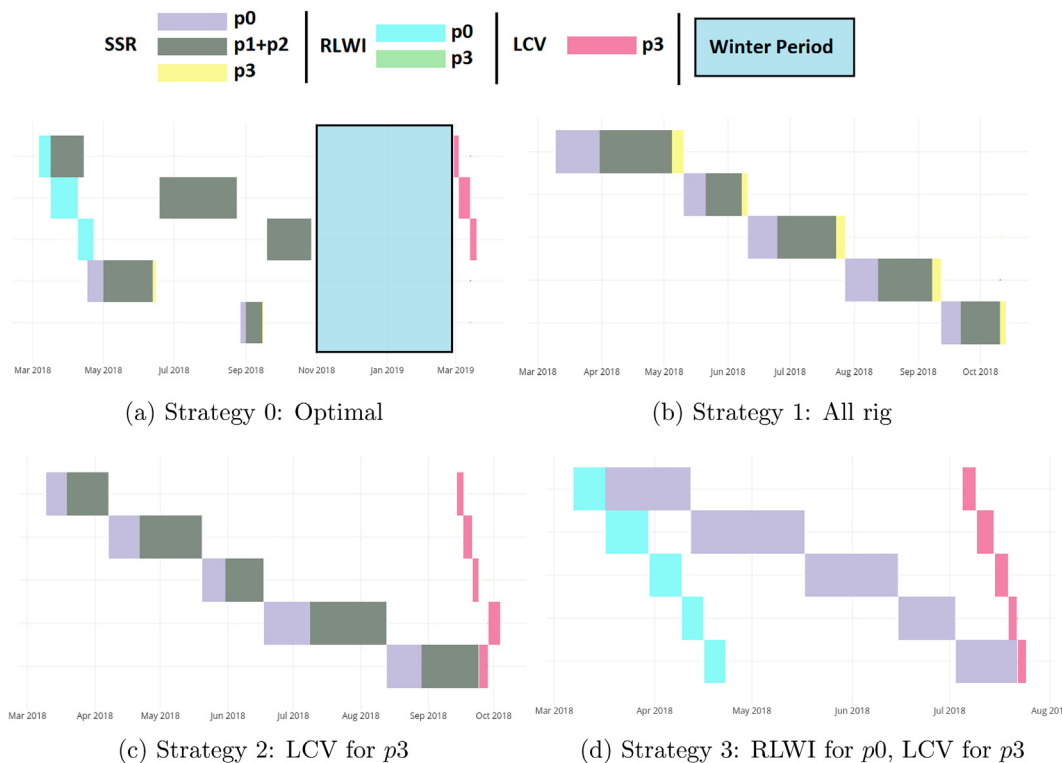 SSR
p0
p1+p2
p3
RLWI
p0
p3
LCV
p3
Winter Period
Mar 2018 May 2018 Jul 2018 Sep 2018 Nov 2018 Jan 2019 Mar 2019
(a) Strategy 0: Optimal
Mar 2018 Apr 2018 May 2018 Jun 2018 Jul 2018 Aug 2018 Sep 2018 Oct 2018
(b) Strategy 1: All rig
Mar 2018 Apr 2018 May 2018 Jun 2018 Jul 2018 Aug 2018 Sep 2018 Oct 2018
(c) Strategy 2: LCV for p3
Mar 2018 Apr 2018 May 2018 Jun 2018 Jul 2018 Aug 201
(d) Strategy 3: RLWI for p0, LCV for p3